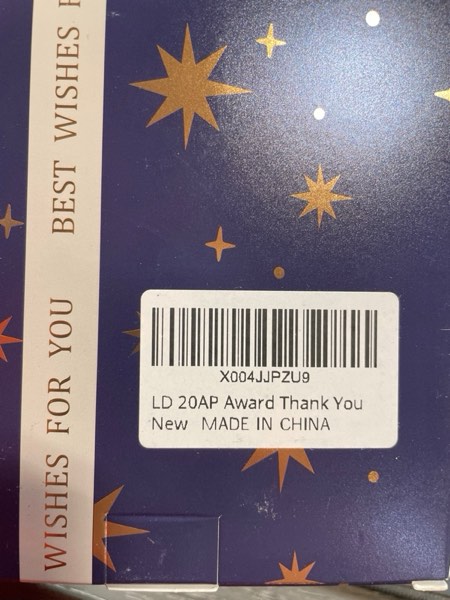 WISHES FOR YOU BEST WISHES F
X004JJPZU9
LD 20AP Award Thank You
New MADE IN CHINA